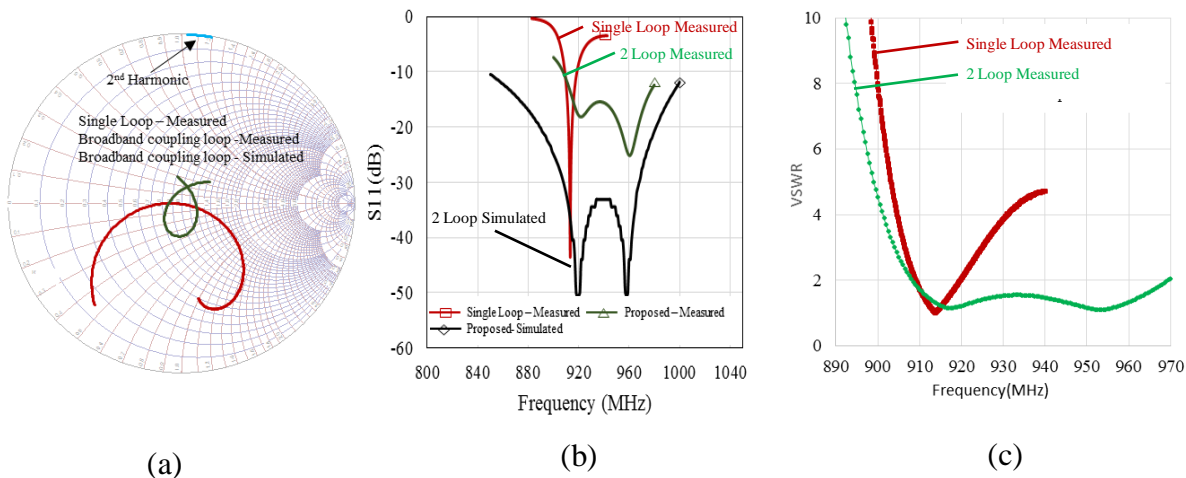 2nd Harmonic
Single Loop – Measured
Broadband coupling loop -Measured
Broadband coupling loop - Simulated
(a)
0
-10
-20
-30
-40
-50
-60
S11(dB)
Single Loop Measured
2 Loop Measured
2 Loop Simulated
Single Loop – Measured
Proposed – Measured
Proposed- Simulated
800 840 880 920 960 1000 1040
Frequency (MHz)
(b)
10
8
6
4
2
0
VSWR
Single Loop Measured
2 Loop Measured
890 900 910 920 930 940 950 960 970
Frequency(MHz)
(c)